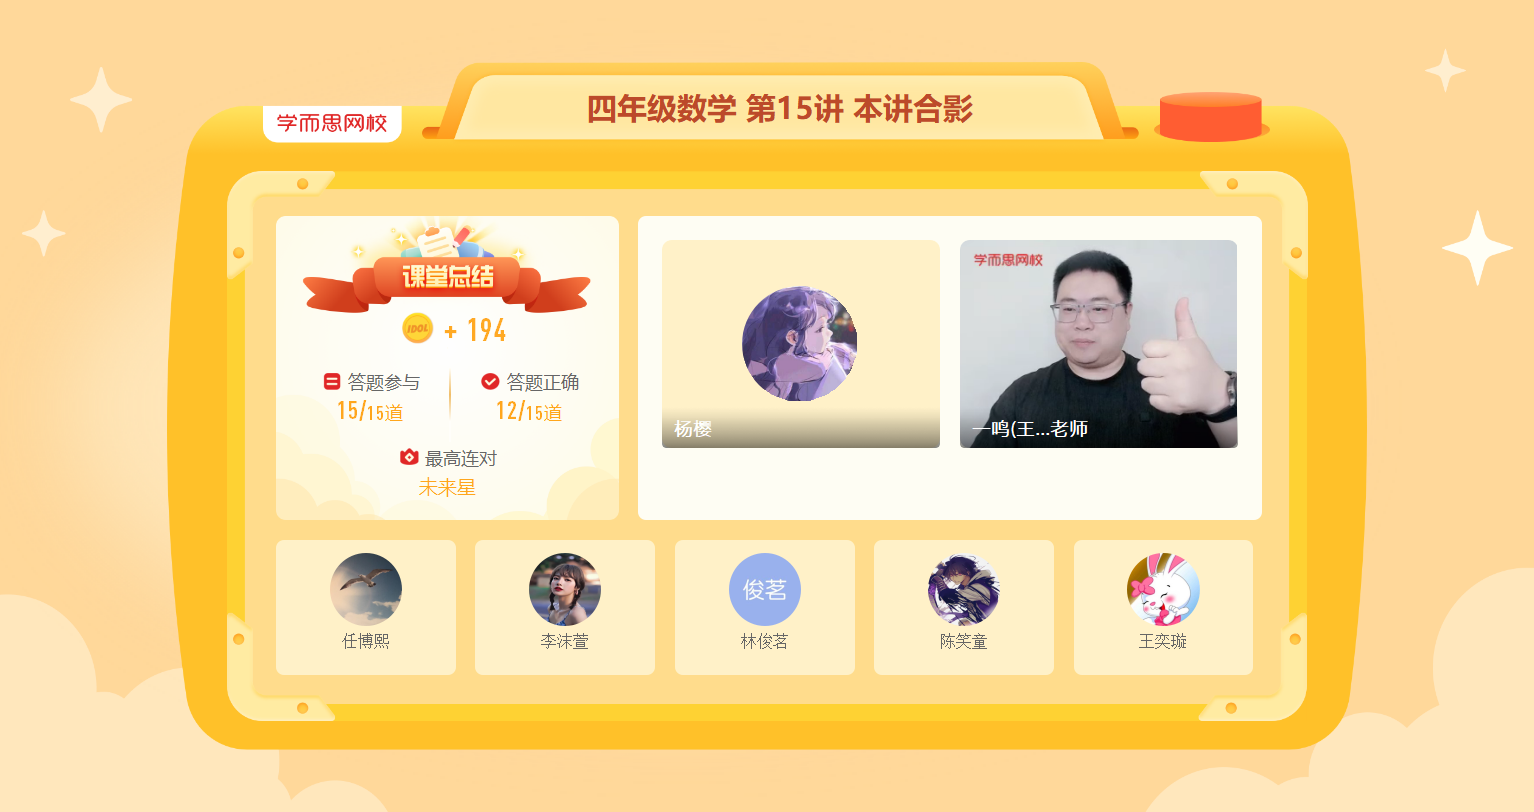 四年级数学 第15讲 本讲合影
学而思网校
课堂总结
IDOL + 194
答题参与
15/15道
答题正确
12/15道
最高连对
未来星
杨樱
学而思网校
一鸣(王...老师
任博熙
李沫萱
俊茗
林俊茗
陈笑童
王奕璇